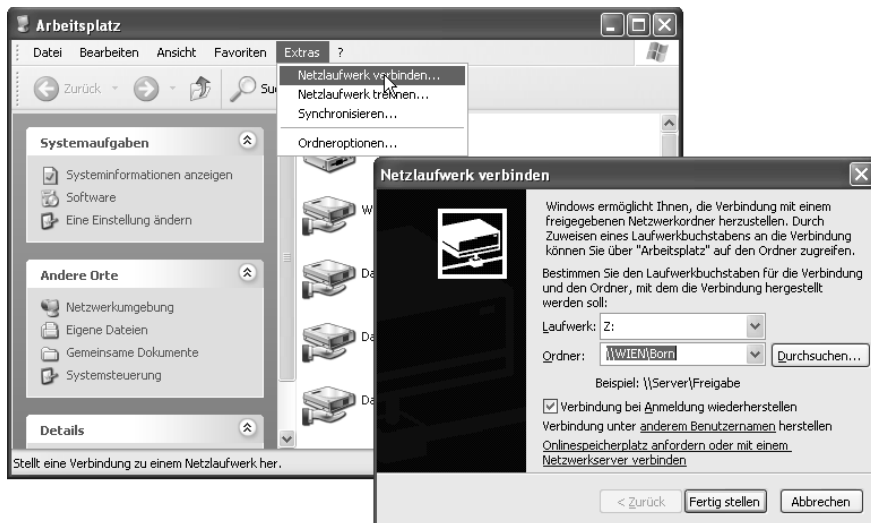 Arbeitsplatz
Datei Bearbeiten Ansicht Favoriten Extras ?
Zurück
Netzlaufwerk verbinden...
Netzlaufwerk trennen...
Synchronisieren...
Ordneroptionen...
Systemaufgaben
Systeminformationen anzeigen
Software
Eine Einstellung ändern
Andere Orte
Netzwerkumgebung
Eigene Dateien
Gemeinsame Dokumente
Systemsteuerung
Details
Stellt eine Verbindung zu einem Netzlaufwerk her.
Netzlaufwerk verbinden
Windows ermöglicht Ihnen, die Verbindung mit einem
freigegebenen Netzwerkordner herzustellen. Durch
Zuweisen eines Laufwerkbuchstabens an die Verbindung
können Sie über "Arbeitsplatz" auf den Ordner zugreifen.
Bestimmen Sie den Laufwerkbuchstaben für die Verbindung
und den Ordner, mit dem die Verbindung hergestellt
werden soll:
Laufwerk: Z:
Ordner: \\WIEN\Born Durchsuchen...
Beispiel: \\Server\Freigabe
Verbindung bei Anmeldung wiederherstellen
Verbindung unter anderem Benutzernamen herstellen
Onlinespeicherplatz anfordern oder mit einem
Netzwerkserver verbinden
< Zurück Fertig stellen Abbrechen